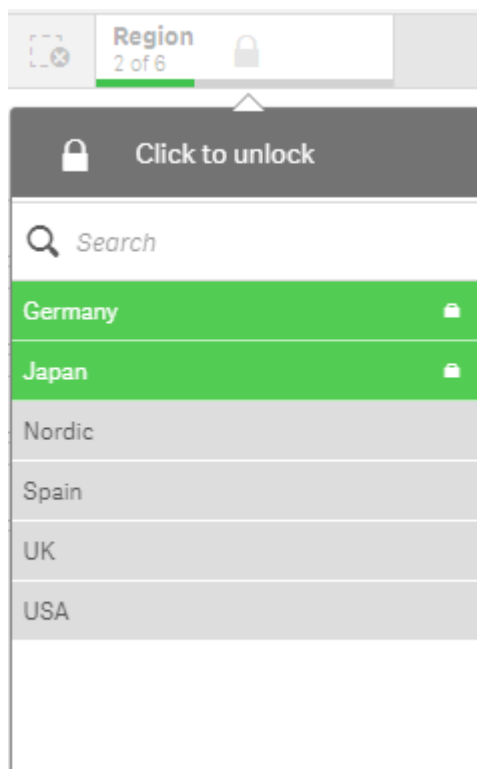 Region
2 of 6
Click to unlock
Search
Germany
Japan
Nordic
Spain
UK
USA